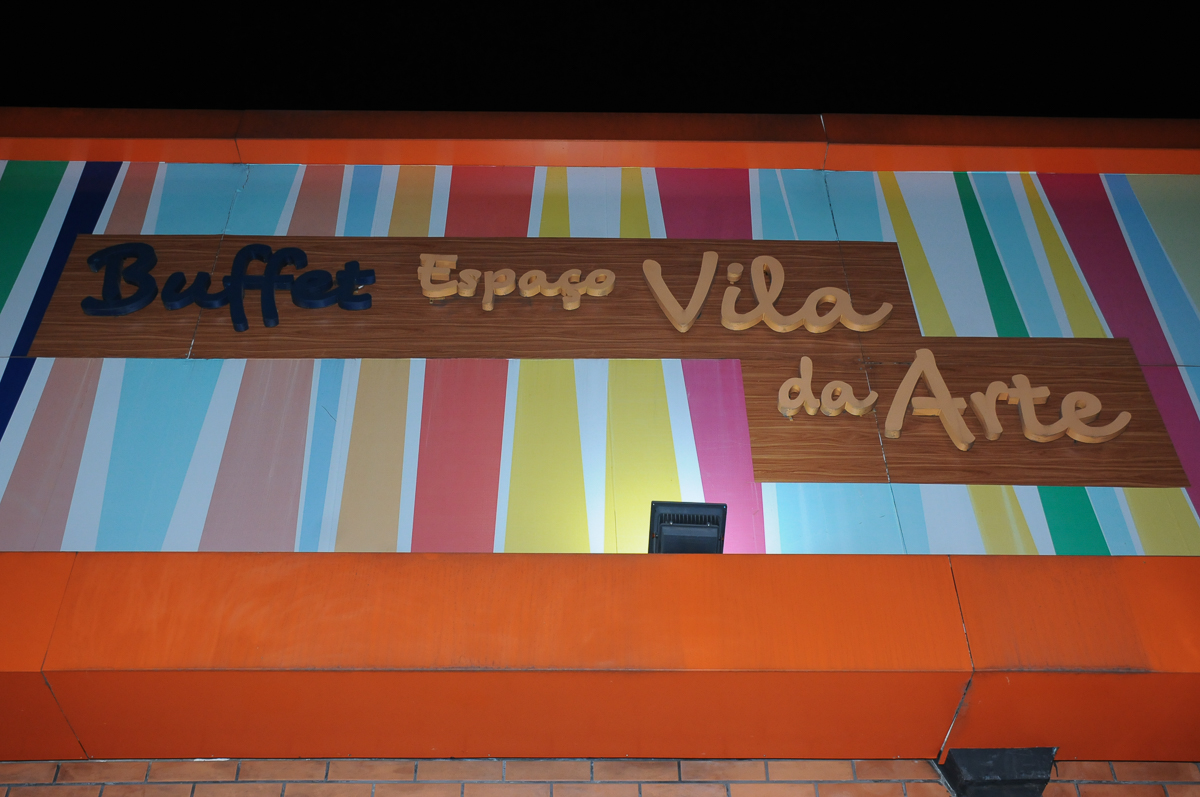 Buffet Espaço Vila
da Arte